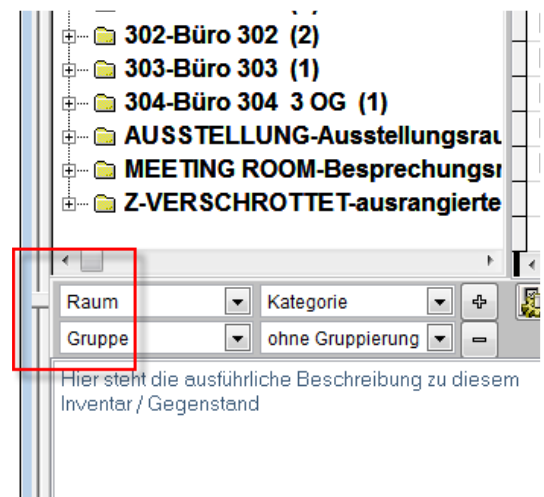 302-Büro 302 (2)
303-Büro 303 (1)
304-Büro 304 3 OG (1)
AUSSTELLUNG-Ausstellungsrau
MEETING ROOM-Besprechungsr
Z-VERSCHROTTET-ausrangierte
Raum Kategorie
Gruppe ohne Gruppierung
Hier steht die ausführliche Beschreibung zu diesem
Inventar / Gegenstand